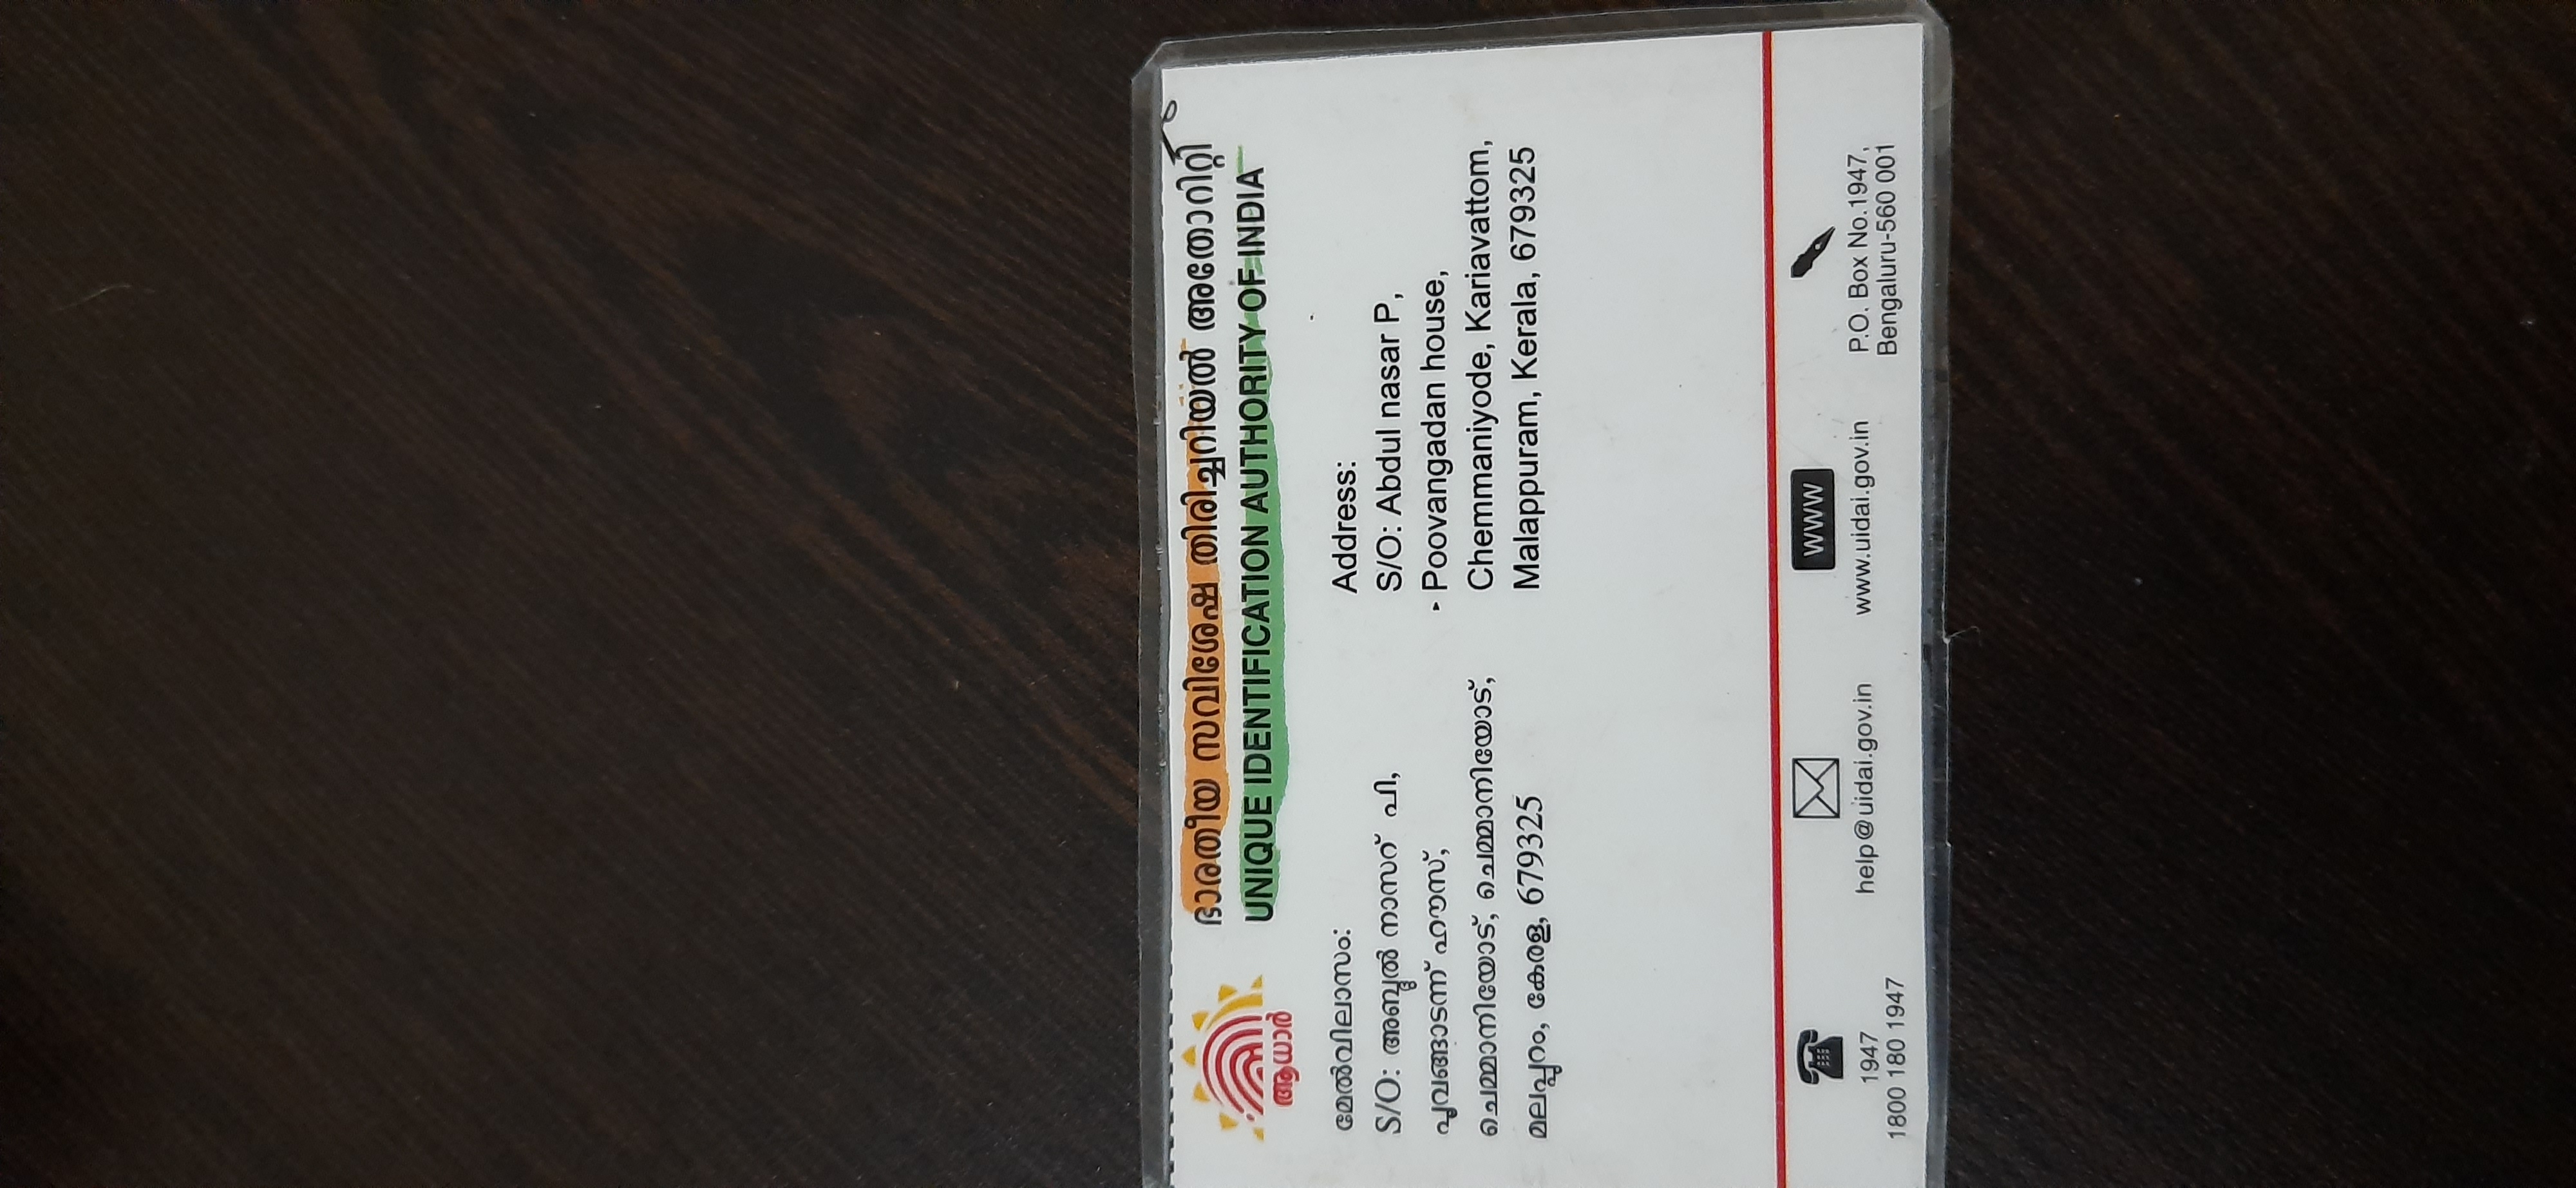 ഭാരതീയ സവിശേഷ തിരിച്ചറിയൽ അതോറിറ്റി
UNIQUE IDENTIFICATION AUTHORITY OF INDIA
ആധാർ
മേൽവിലാസം:
S/O: അബ്ദുൽ നാസറ് പി,
പൂവങ്ങാടന്ന് ഹൗസ്,
ചെമ്മാനിയോട്, ചെമ്മാനിയോട്,
മലപ്പുറം, കേരള, 679325
Address:
S/O: Abdul nasar P,
Poovangadan house,
Chemmaniyode, Kariavattom,
Malappuram, Kerala, 679325
1947
1800 180 1947
help@uidai.gov.in
www
www.uidai.gov.in
P.O. Box No.1947,
Bengaluru-560 001